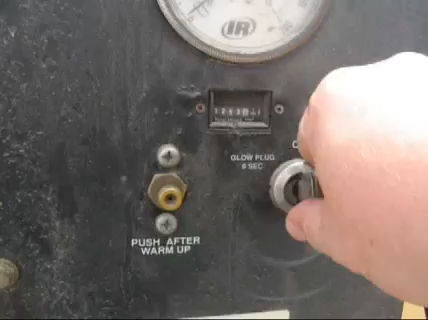 IR
GLOW PLUG
8 SEC
PUSH AFTER
WARM UP